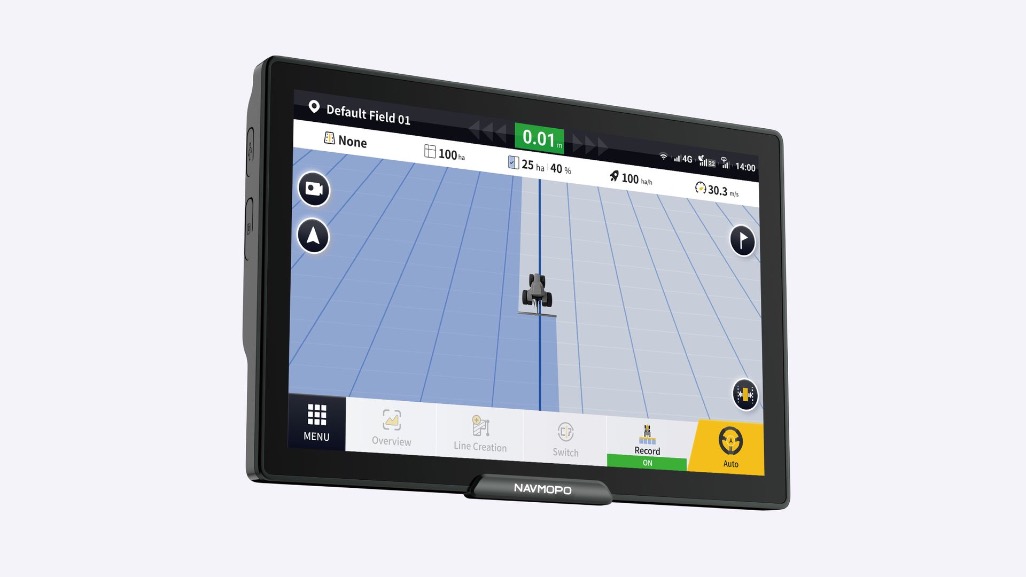 Default Field 01
0.01 m
4G
14:00
None
100 ha
25 ha 40 %
100 ha/h
30.3 m/s
MENU
Overview
Line Creation
Switch
Record
ON
Auto
NAVMOPO